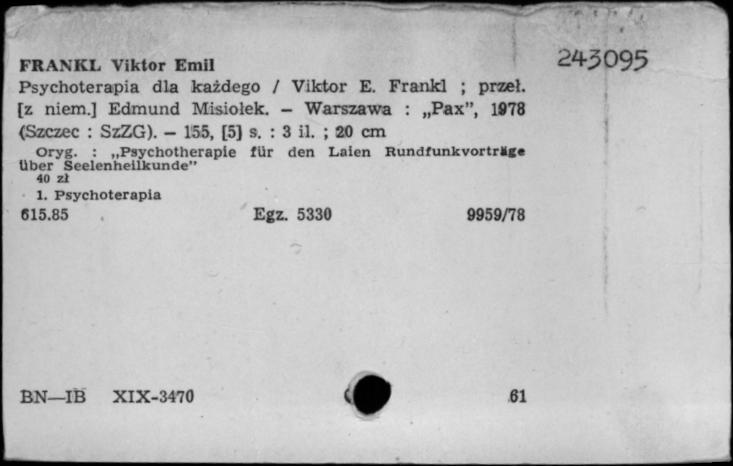 243095
FRANKL Viktor Emil
Psychoterapia dla każdego / Viktor E. Frankl ; przeł.
[z niem.] Edmund Misiołek. — Warszawa : „Pax”, 1978
(Szczec : SzZG). — 155, [5] s. : 3 il. ; 20 cm
Oryg. : „Psychotherapie für den Laien Rundfunkvorträge
über Seelenheilkunde”
40 zł
1. Psychoterapia
615.85 Egz. 5330 9959/78
BN—IB XIX-3470 61